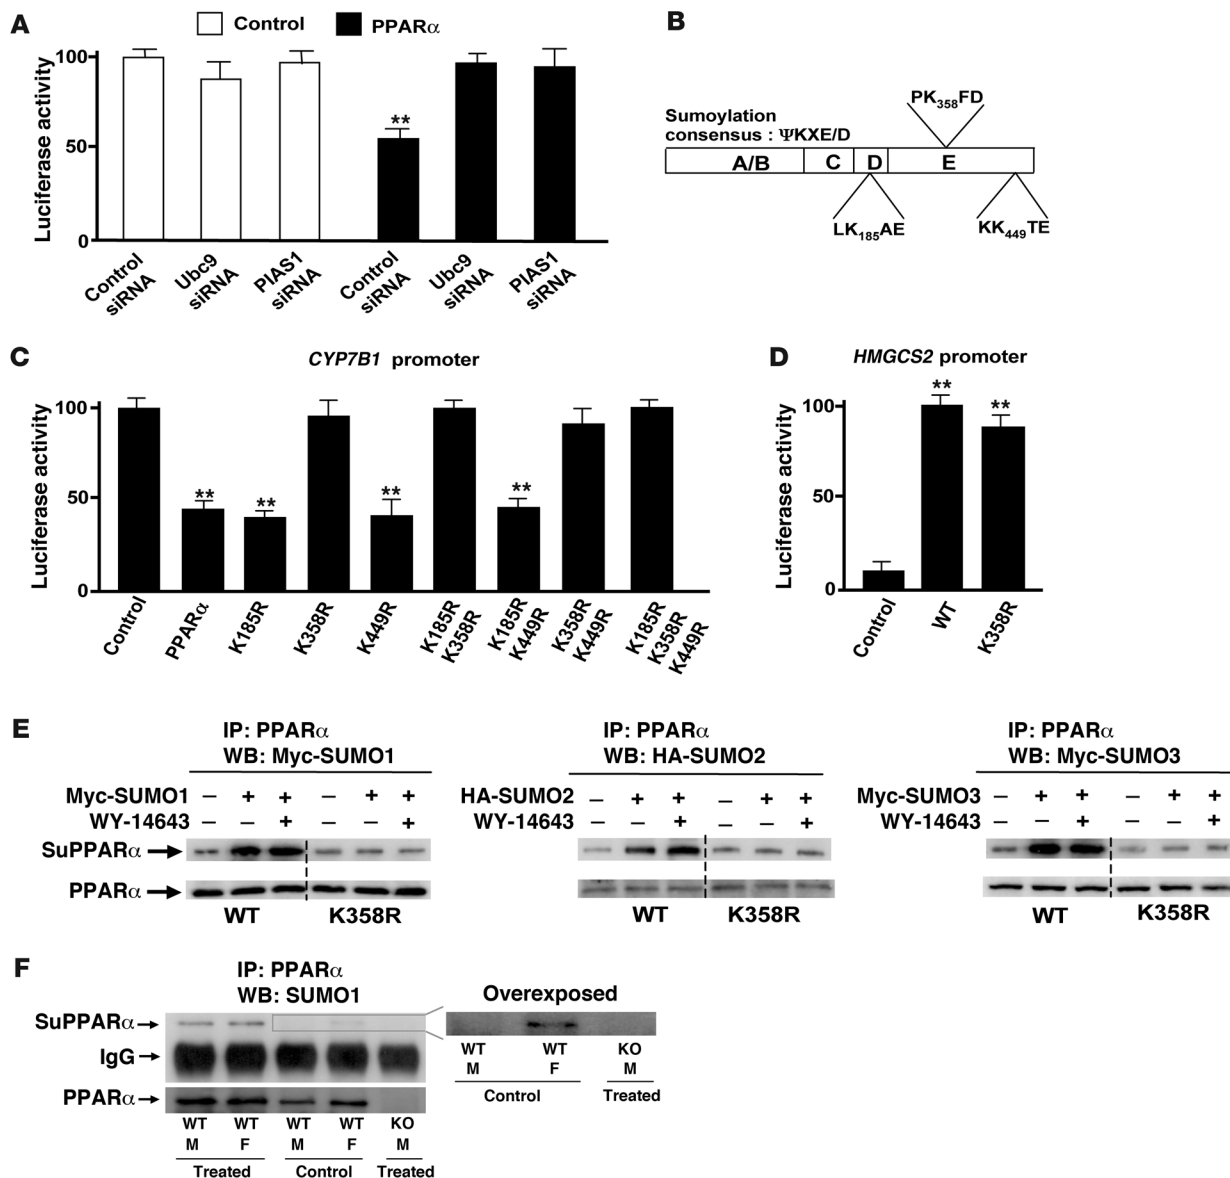 A
Control
PPARα
Luciferase activity
100
50
0
**
Control siRNA
Ubc9 siRNA
PIAS1 siRNA
Control siRNA
Ubc9 siRNA
PIAS1 siRNA
B
PK358FD
Sumoylation
consensus : ΨKXE/D
A/B C D E
LK185AE
KK449TE
C
CYP7B1 promoter
Luciferase activity
100
50
0
** ** ** **
Control
PPARα
K185R
K358R
K449R
K185R K358R
K185R K449R
K358R K449R
K185R K358R K449R
D
HMGCS2 promoter
Luciferase activity
100
50
0
** **
Control
WT
K358R
E
IP: PPARα
WB: Myc-SUMO1
Myc-SUMO1 – + + – + +
WY-14643 – – + – – +
SuPPARα
PPARα
WT K358R
IP: PPARα
WB: HA-SUMO2
HA-SUMO2 – + + – + +
WY-14643 – – + – – +
WT K358R
IP: PPARα
WB: Myc-SUMO3
Myc-SUMO3 – + + – + +
WY-14643 – – + – – +
WT K358R
F
IP: PPARα
WB: SUMO1
SuPPARα
IgG
PPARα
WT WT WT WT KO
M F M F M
Treated Control Treated
Overexposed
WT WT KO
M F M
Control Treated